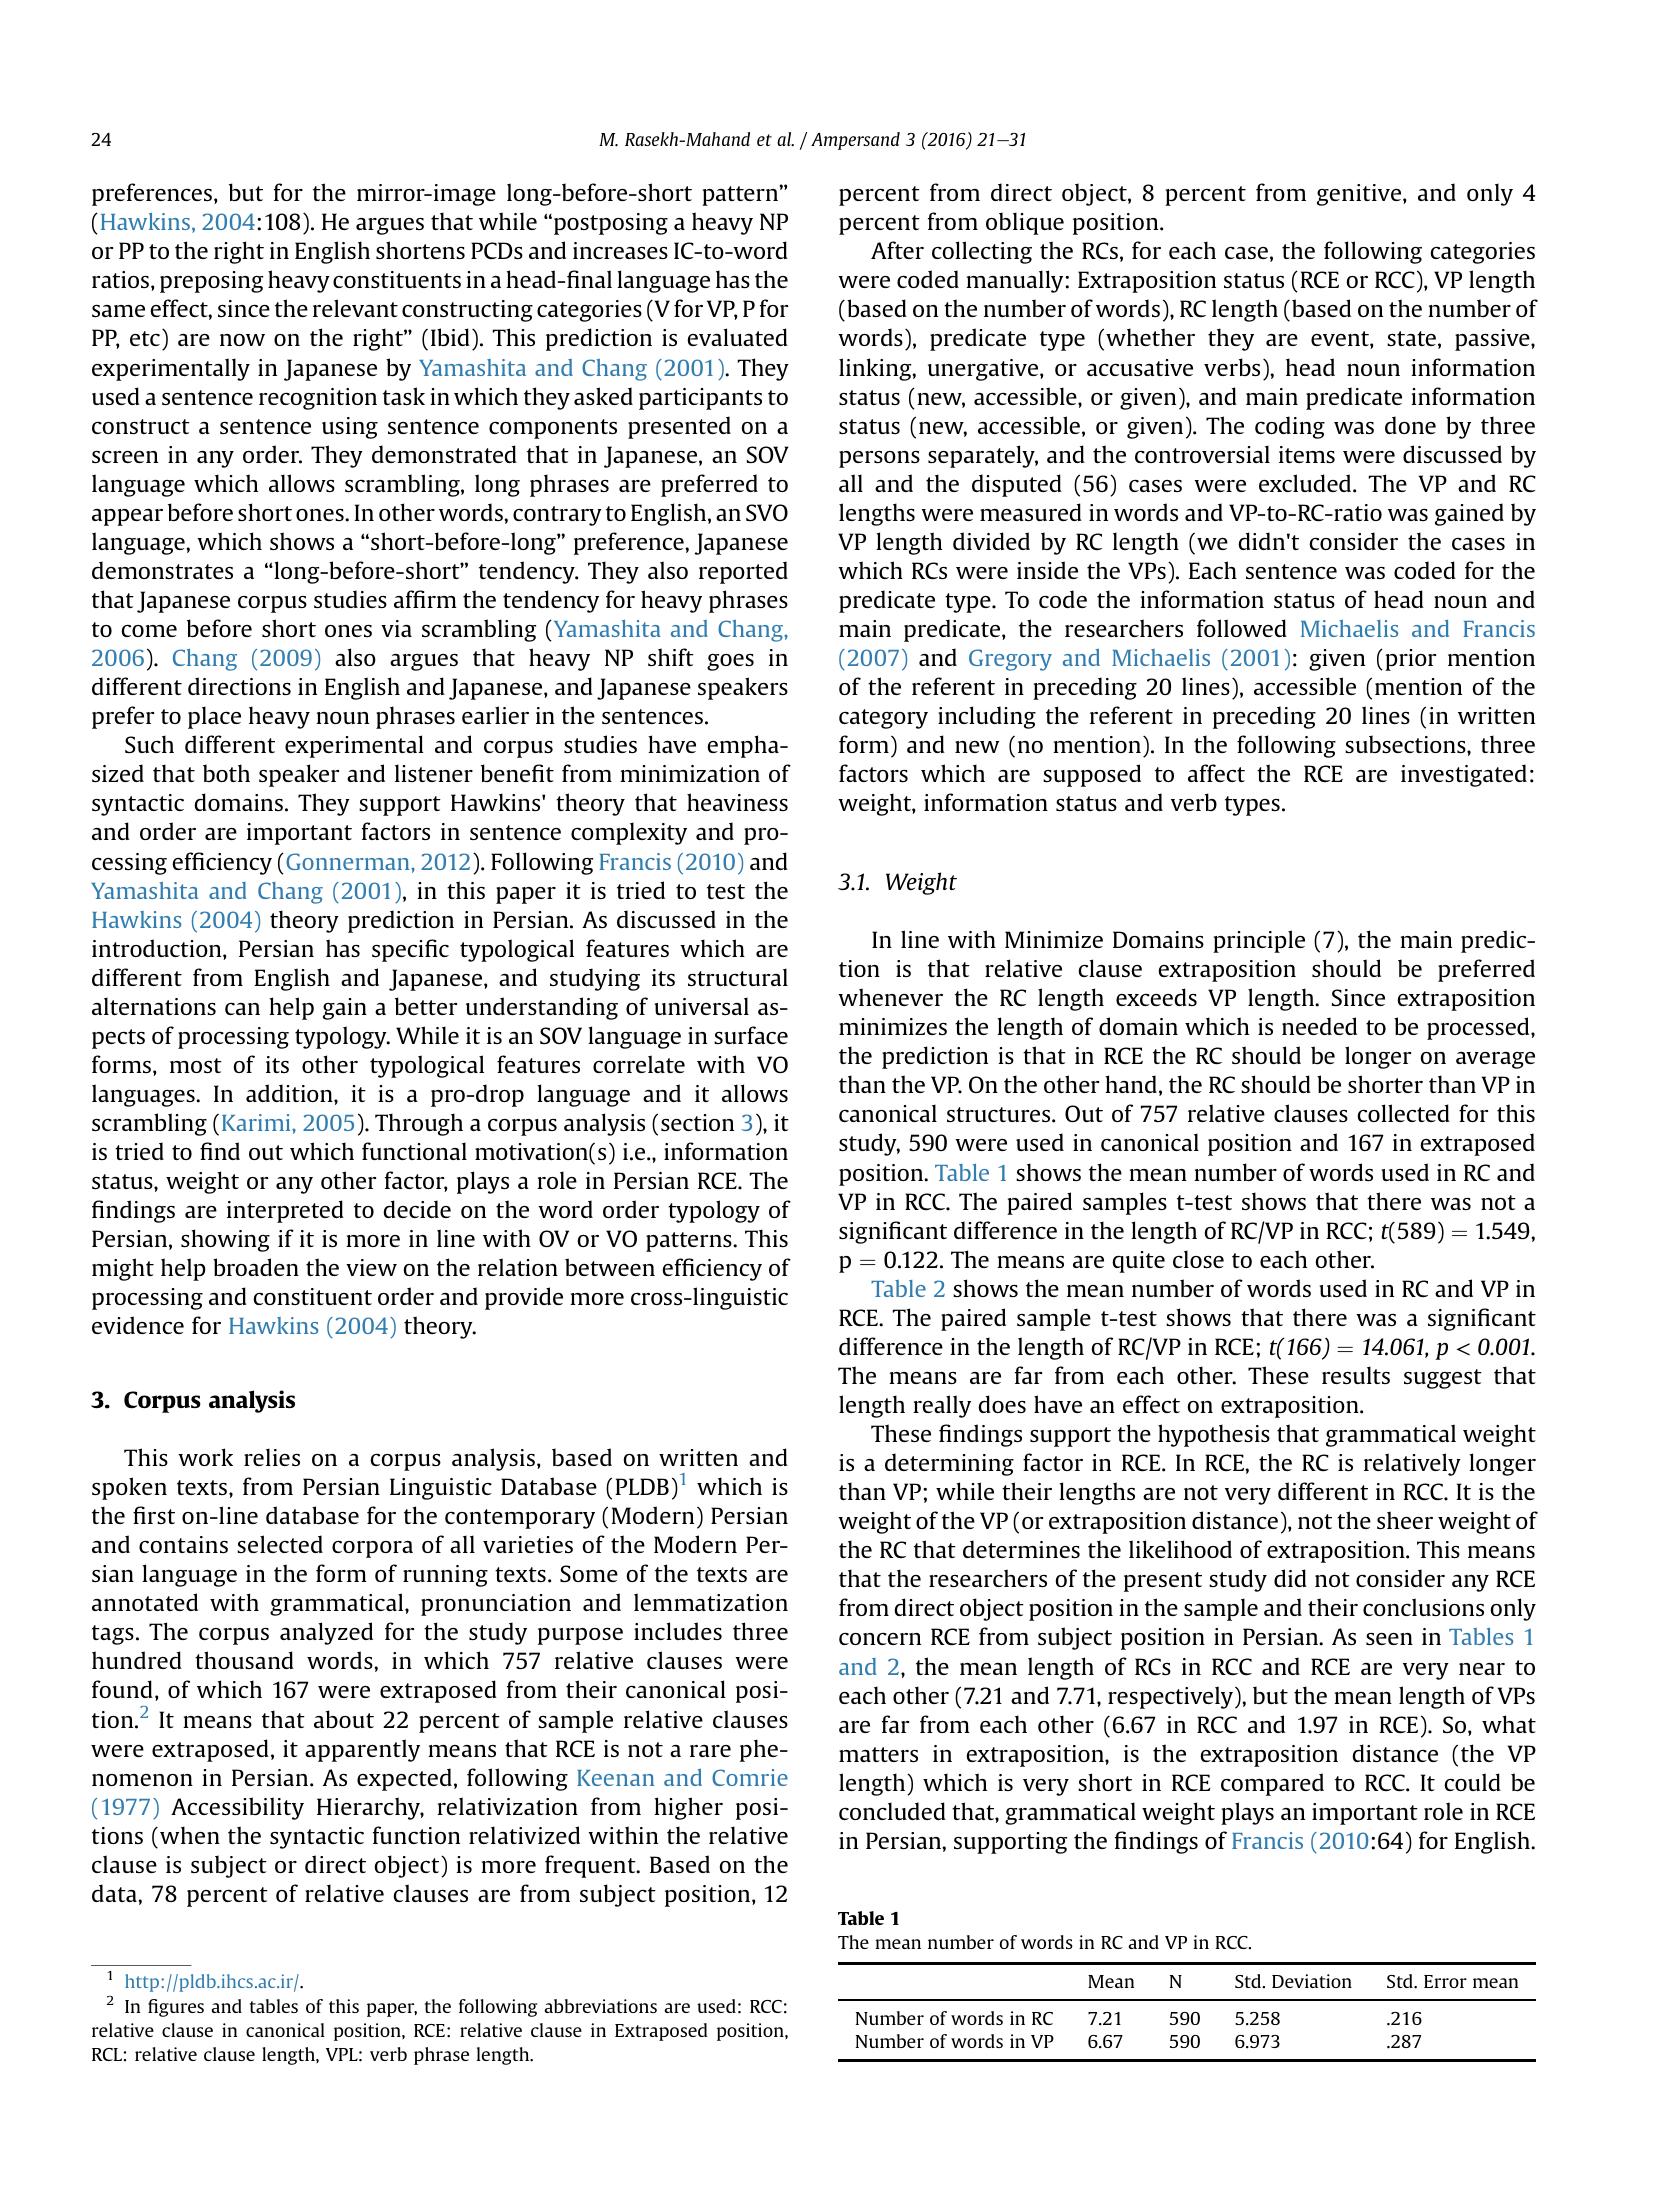 24
M. Rasekh-Mahand et al. / Ampersand 3 (2016) 21–31
preferences, but for the mirror-image long-before-short pattern”
(Hawkins, 2004:108). He argues that while “postposing a heavy NP
or PP to the right in English shortens PCDs and increases IC-to-word
ratios, preposing heavy constituents in a head-final language has the
same effect, since the relevant constructing categories (V for VP, P for
PP, etc) are now on the right” (Ibid). This prediction is evaluated
experimentally in Japanese by Yamashita and Chang (2001). They
used a sentence recognition task in which they asked participants to
construct a sentence using sentence components presented on a
screen in any order. They demonstrated that in Japanese, an SOV
language which allows scrambling, long phrases are preferred to
appear before short ones. In other words, contrary to English, an SVO
language, which shows a “short-before-long” preference, Japanese
demonstrates a “long-before-short” tendency. They also reported
that Japanese corpus studies affirm the tendency for heavy phrases
to come before short ones via scrambling (Yamashita and Chang,
2006). Chang (2009) also argues that heavy NP shift goes in
different directions in English and Japanese, and Japanese speakers
prefer to place heavy noun phrases earlier in the sentences.
Such different experimental and corpus studies have empha-
sized that both speaker and listener benefit from minimization of
syntactic domains. They support Hawkins' theory that heaviness
and order are important factors in sentence complexity and pro-
cessing efficiency (Gonnerman, 2012). Following Francis (2010) and
Yamashita and Chang (2001), in this paper it is tried to test the
Hawkins (2004) theory prediction in Persian. As discussed in the
introduction, Persian has specific typological features which are
different from English and Japanese, and studying its structural
alternations can help gain a better understanding of universal as-
pects of processing typology. While it is an SOV language in surface
forms, most of its other typological features correlate with VO
languages. In addition, it is a pro-drop language and it allows
scrambling (Karimi, 2005). Through a corpus analysis (section 3), it
is tried to find out which functional motivation(s) i.e., information
status, weight or any other factor, plays a role in Persian RCE. The
findings are interpreted to decide on the word order typology of
Persian, showing if it is more in line with OV or VO patterns. This
might help broaden the view on the relation between efficiency of
processing and constituent order and provide more cross-linguistic
evidence for Hawkins (2004) theory.
3. Corpus analysis
This work relies on a corpus analysis, based on written and
spoken texts, from Persian Linguistic Database (PLDB)1 which is
the first on-line database for the contemporary (Modern) Persian
and contains selected corpora of all varieties of the Modern Per-
sian language in the form of running texts. Some of the texts are
annotated with grammatical, pronunciation and lemmatization
tags. The corpus analyzed for the study purpose includes three
hundred thousand words, in which 757 relative clauses were
found, of which 167 were extraposed from their canonical posi-
tion.2 It means that about 22 percent of sample relative clauses
were extraposed, it apparently means that RCE is not a rare phe-
nomenon in Persian. As expected, following Keenan and Comrie
(1977) Accessibility Hierarchy, relativization from higher posi-
tions (when the syntactic function relativized within the relative
clause is subject or direct object) is more frequent. Based on the
data, 78 percent of relative clauses are from subject position, 12
1 http://pldb.ihcs.ac.ir/.
2 In figures and tables of this paper, the following abbreviations are used: RCC:
relative clause in canonical position, RCE: relative clause in Extraposed position,
RCL: relative clause length, VPL: verb phrase length.
percent from direct object, 8 percent from genitive, and only 4
percent from oblique position.
After collecting the RCs, for each case, the following categories
were coded manually: Extraposition status (RCE or RCC), VP length
(based on the number of words), RC length (based on the number of
words), predicate type (whether they are event, state, passive,
linking, unergative, or accusative verbs), head noun information
status (new, accessible, or given), and main predicate information
status (new, accessible, or given). The coding was done by three
persons separately, and the controversial items were discussed by
all and the disputed (56) cases were excluded. The VP and RC
lengths were measured in words and VP-to-RC-ratio was gained by
VP length divided by RC length (we didn't consider the cases in
which RCs were inside the VPs). Each sentence was coded for the
predicate type. To code the information status of head noun and
main predicate, the researchers followed Michaelis and Francis
(2007) and Gregory and Michaelis (2001): given (prior mention
of the referent in preceding 20 lines), accessible (mention of the
category including the referent in preceding 20 lines (in written
form) and new (no mention). In the following subsections, three
factors which are supposed to affect the RCE are investigated:
weight, information status and verb types.
3.1. Weight
In line with Minimize Domains principle (7), the main predic-
tion is that relative clause extraposition should be preferred
whenever the RC length exceeds VP length. Since extraposition
minimizes the length of domain which is needed to be processed,
the prediction is that in RCE the RC should be longer on average
than the VP. On the other hand, the RC should be shorter than VP in
canonical structures. Out of 757 relative clauses collected for this
study, 590 were used in canonical position and 167 in extraposed
position. Table 1 shows the mean number of words used in RC and
VP in RCC. The paired samples t-test shows that there was not a
significant difference in the length of RC/VP in RCC; t(589) = 1.549,
p = 0.122. The means are quite close to each other.
Table 2 shows the mean number of words used in RC and VP in
RCE. The paired sample t-test shows that there was a significant
difference in the length of RC/VP in RCE; t(166) = 14.061, p < 0.001.
The means are far from each other. These results suggest that
length really does have an effect on extraposition.
These findings support the hypothesis that grammatical weight
is a determining factor in RCE. In RCE, the RC is relatively longer
than VP; while their lengths are not very different in RCC. It is the
weight of the VP (or extraposition distance), not the sheer weight of
the RC that determines the likelihood of extraposition. This means
that the researchers of the present study did not consider any RCE
from direct object position in the sample and their conclusions only
concern RCE from subject position in Persian. As seen in Tables 1
and 2, the mean length of RCs in RCC and RCE are very near to
each other (7.21 and 7.71, respectively), but the mean length of VPs
are far from each other (6.67 in RCC and 1.97 in RCE). So, what
matters in extraposition, is the extraposition distance (the VP
length) which is very short in RCE compared to RCC. It could be
concluded that, grammatical weight plays an important role in RCE
in Persian, supporting the findings of Francis (2010:64) for English.
Table 1
The mean number of words in RC and VP in RCC.
Mean N Std. Deviation Std. Error mean
Number of words in RC 7.21 590 5.258 .216
Number of words in VP 6.67 590 6.973 .287